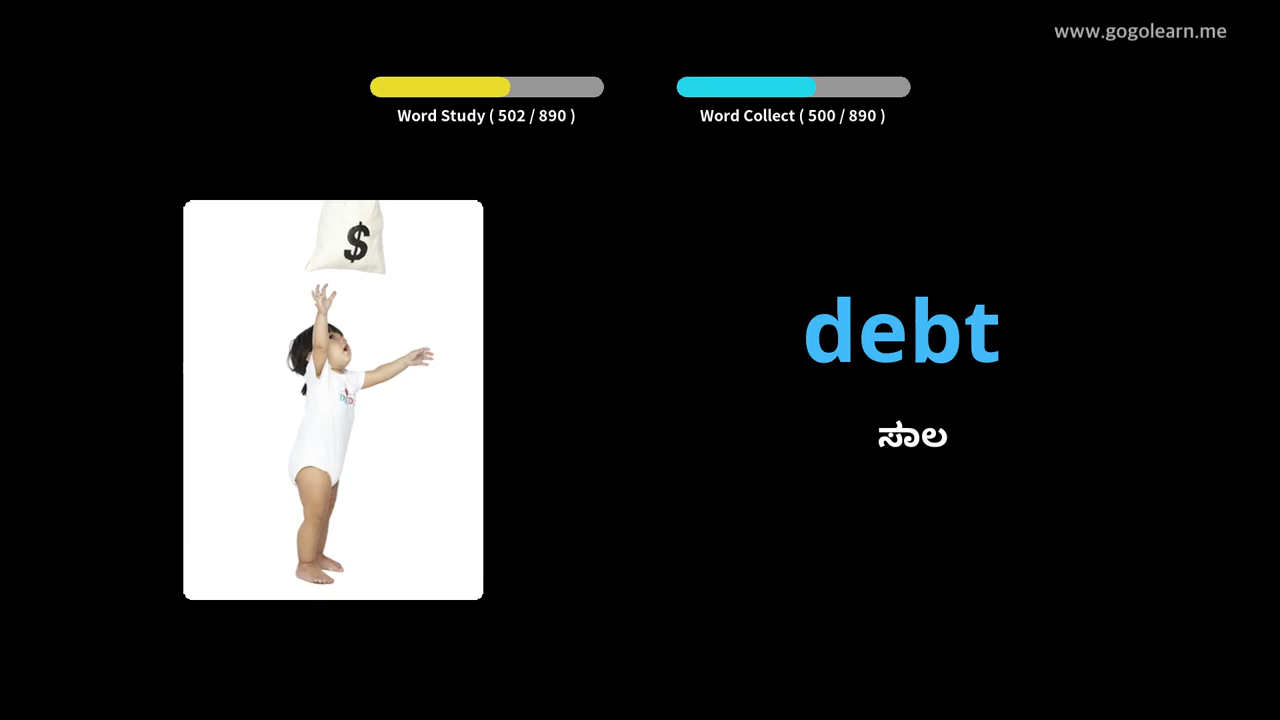 www.gogolearn.me
Word Study ( 502 / 890 )
Word Collect ( 500 / 890 )
$
debt
ಸಾಲ